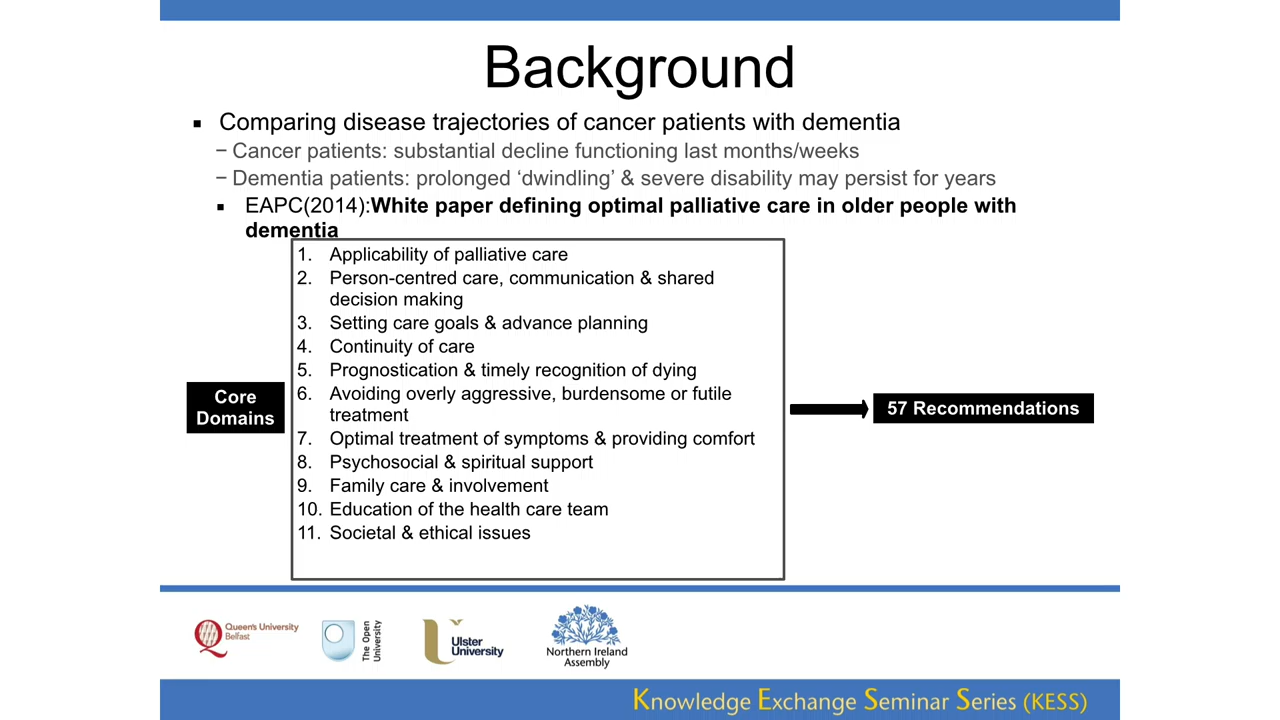 Background
▪ Comparing disease trajectories of cancer patients with dementia
− Cancer patients: substantial decline functioning last months/weeks
− Dementia patients: prolonged ‘dwindling’ & severe disability may persist for years
▪ EAPC(2014):White paper defining optimal palliative care in older people with
dementia
1. Applicability of palliative care
2. Person-centred care, communication & shared
decision making
3. Setting care goals & advance planning
4. Continuity of care
5. Prognostication & timely recognition of dying
6. Avoiding overly aggressive, burdensome or futile
treatment
7. Optimal treatment of symptoms & providing comfort
8. Psychosocial & spiritual support
9. Family care & involvement
10. Education of the health care team
11. Societal & ethical issues
Core
Domains
57 Recommendations
Queen's University
Belfast
The Open
University
Ulster
University
Northern Ireland
Assembly
Knowledge Exchange Seminar Series (KESS)